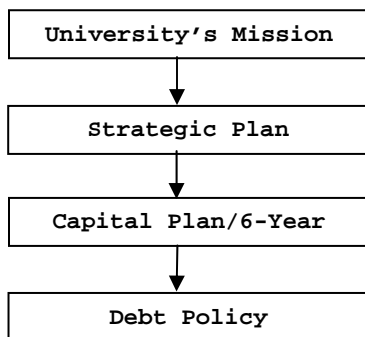 University’s Mission
Strategic Plan
Capital Plan/6-Year
Debt Policy